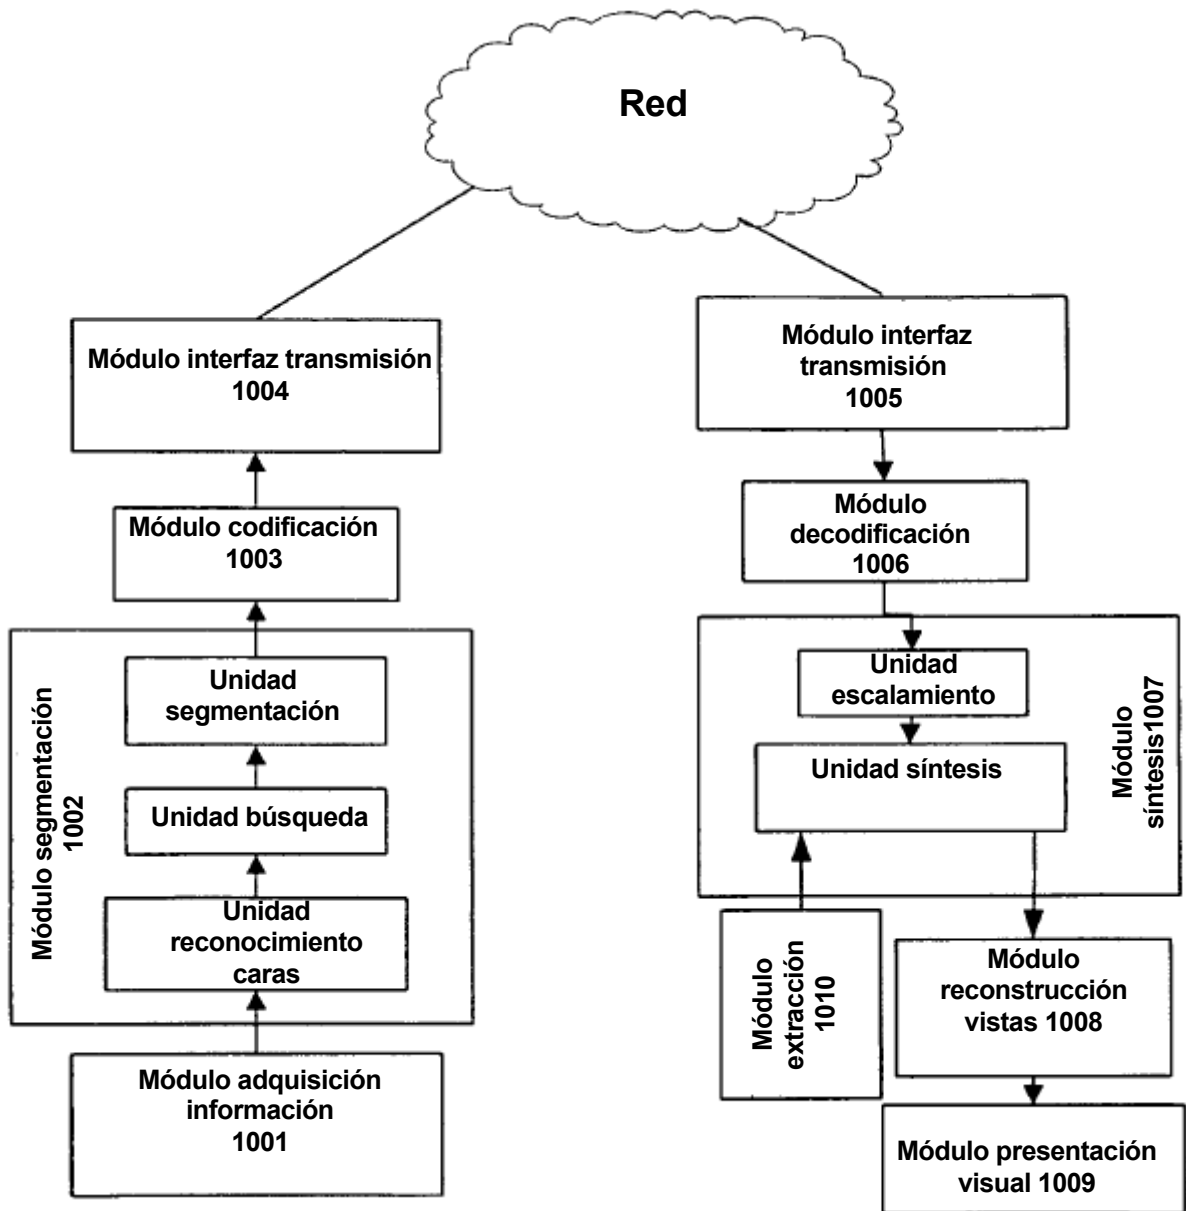 Red
Módulo interfaz transmisión
1004
Módulo codificación
1003
Módulo segmentación
1002
Unidad
segmentación
Unidad búsqueda
Unidad
reconocimiento
caras
Módulo adquisición
información
1001
Módulo interfaz
transmisión
1005
Módulo
decodificación
1006
Unidad
escalamiento
Unidad síntesis
Módulo
síntesis1007
Módulo
extracción
1010
Módulo
reconstrucción
vistas 1008
Módulo presentación
visual 1009